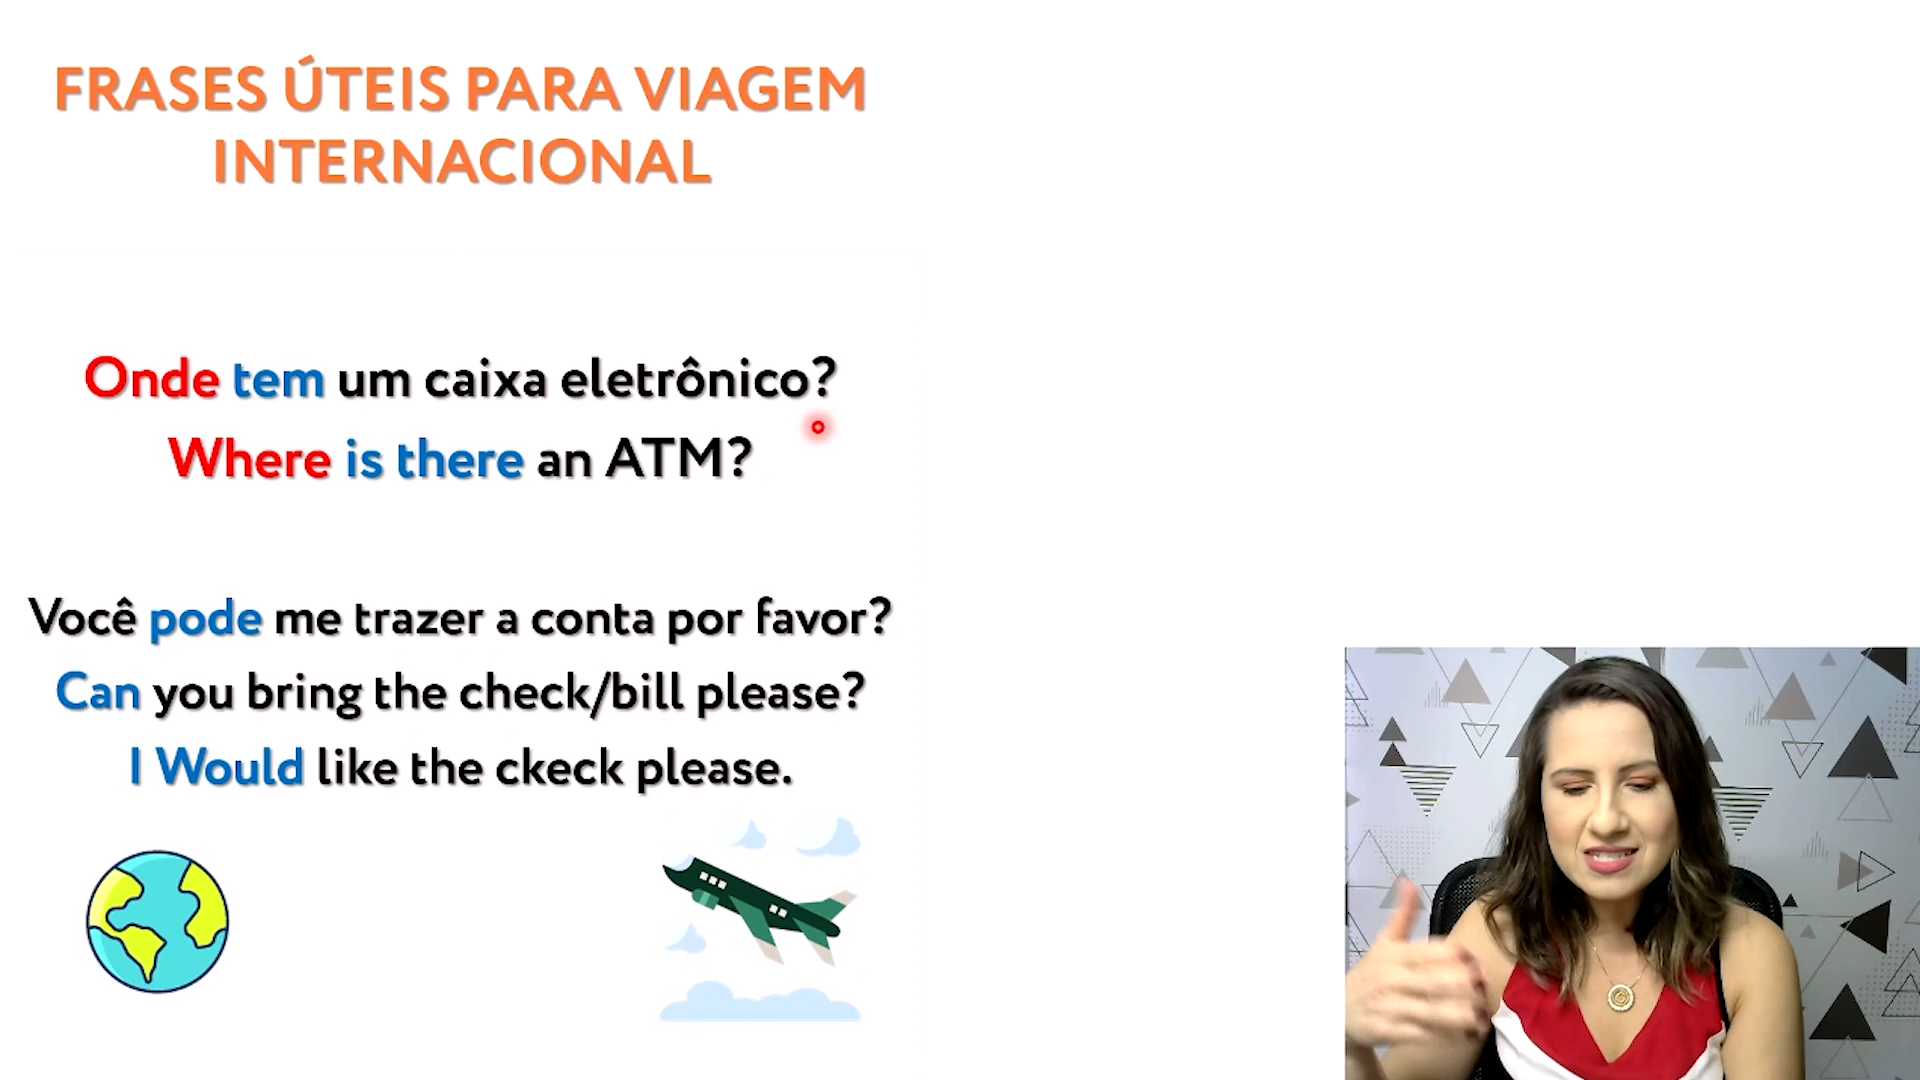 FRASES ÚTEIS PARA VIAGEM
INTERNACIONAL
Onde tem um caixa eletrônico?
Where is there an ATM?
Você pode me trazer a conta por favor?
Can you bring the check/bill please?
I Would like the ckeck please.